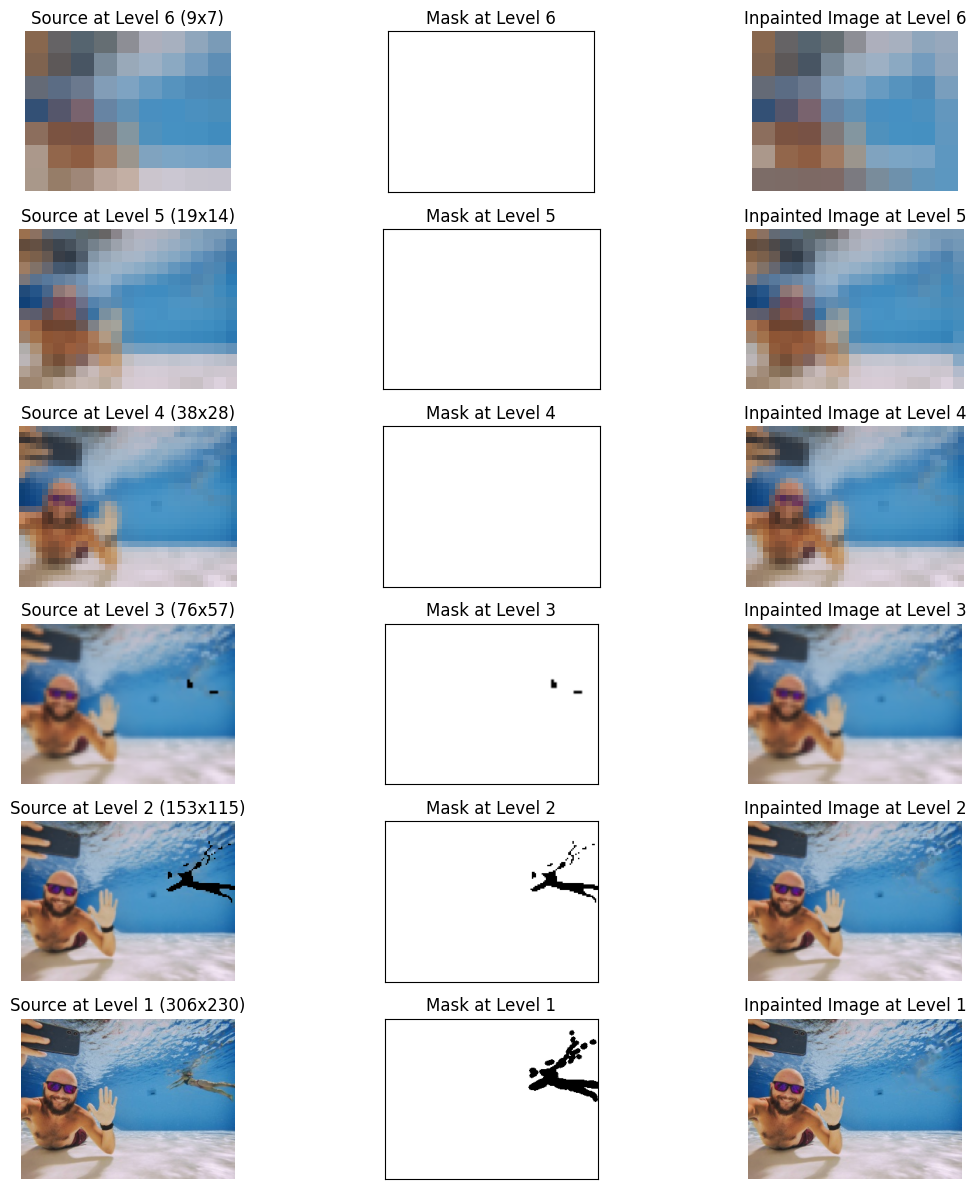 Source at Level 6 (9x7)
Mask at Level 6
Inpainted Image at Level 6
Source at Level 5 (19x14)
Mask at Level 5
Inpainted Image at Level 5
Source at Level 4 (38x28)
Mask at Level 4
Inpainted Image at Level 4
Source at Level 3 (76x57)
Mask at Level 3
Inpainted Image at Level 3
Source at Level 2 (153x115)
Mask at Level 2
Inpainted Image at Level 2
Source at Level 1 (306x230)
Mask at Level 1
Inpainted Image at Level 1